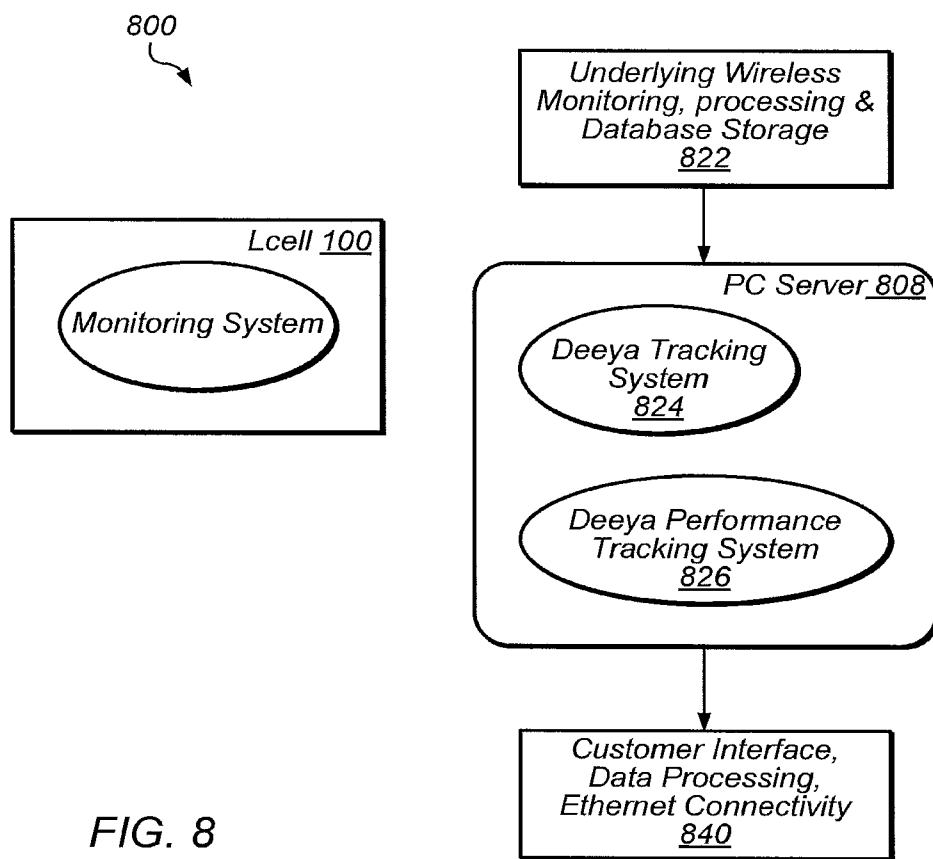 800
Underlying Wireless
Monitoring, processing &
Database Storage
822
Lcell 100
Monitoring System
PC Server 808
Deeya Tracking
System
824
Deeya Performance
Tracking System
826
Customer Interface,
Data Processing,
Ethernet Connectivity
840
FIG. 8